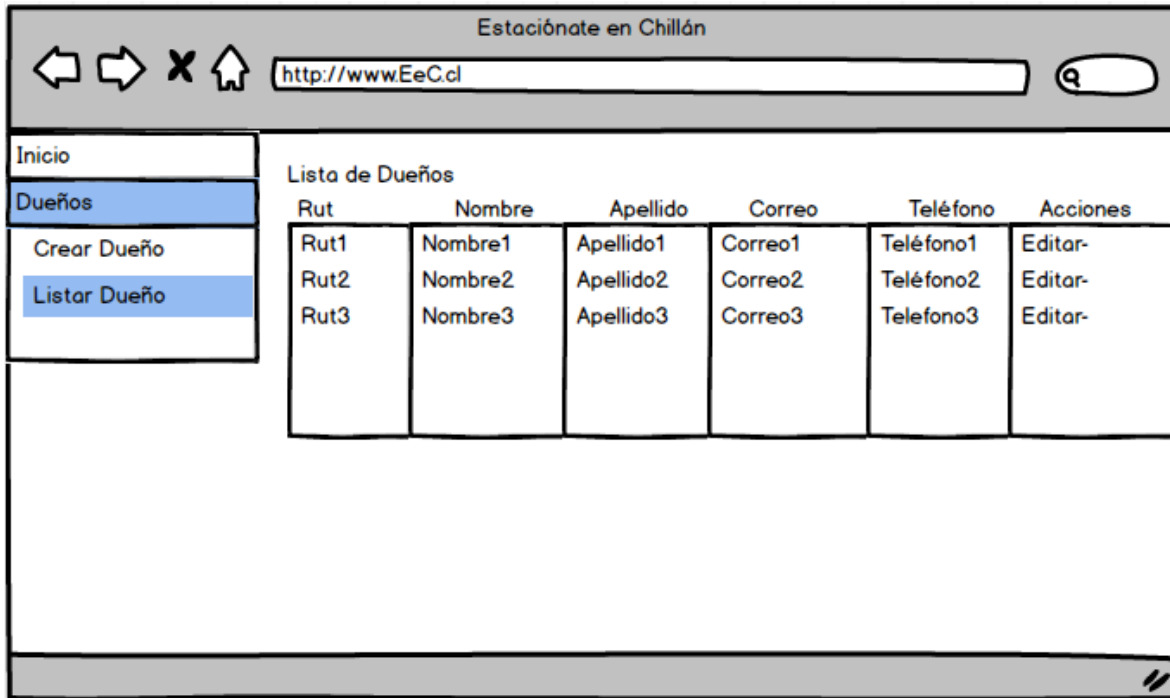 Estaciónate en Chillán
http://www.EeC.cl
Inicio
Dueños
Crear Dueño
Listar Dueño
Lista de Dueños
Rut Nombre Apellido Correo Teléfono Acciones
Rut1 Nombre1 Apellido1 Correo1 Teléfono1 Editar-
Rut2 Nombre2 Apellido2 Correo2 Teléfono2 Editar-
Rut3 Nombre3 Apellido3 Correo3 Telefono3 Editar-